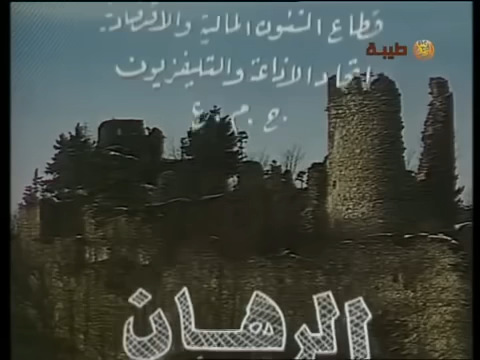 قطاع الشئون المالية والاقتصادية
طيبة
اتحاد الإذاعة والتليفزيون
ج . م . ع
الرهان